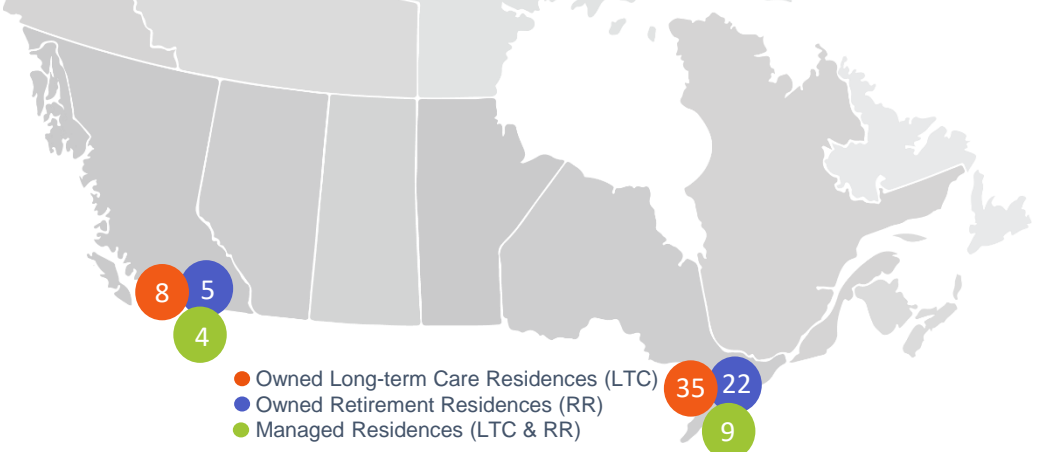 8
5
4
Owned Long-term Care Residences (LTC)
Owned Retirement Residences (RR)
Managed Residences (LTC & RR)
35
22
9